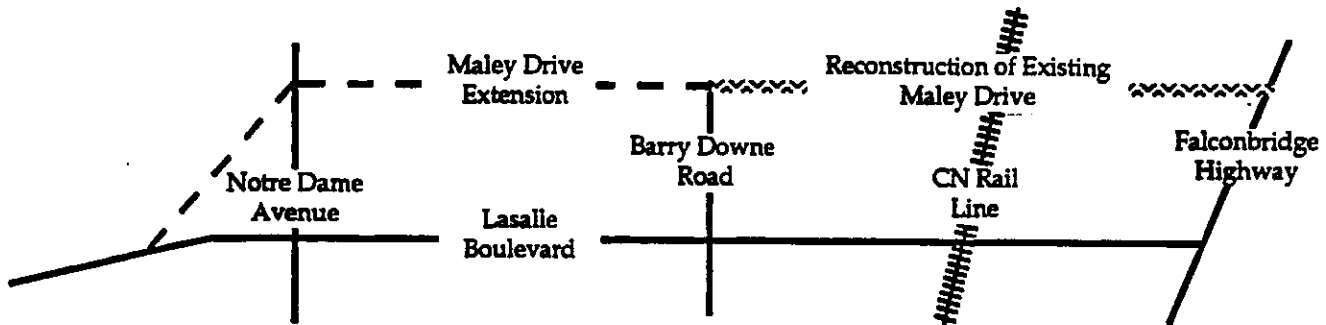 Maley Drive
Extension
Reconstruction of Existing
Maley Drive
Barry Downe
Road
Falconbridge
Highway
Notre Dame
Avenue
CN Rail
Line
Lasalle
Boulevard